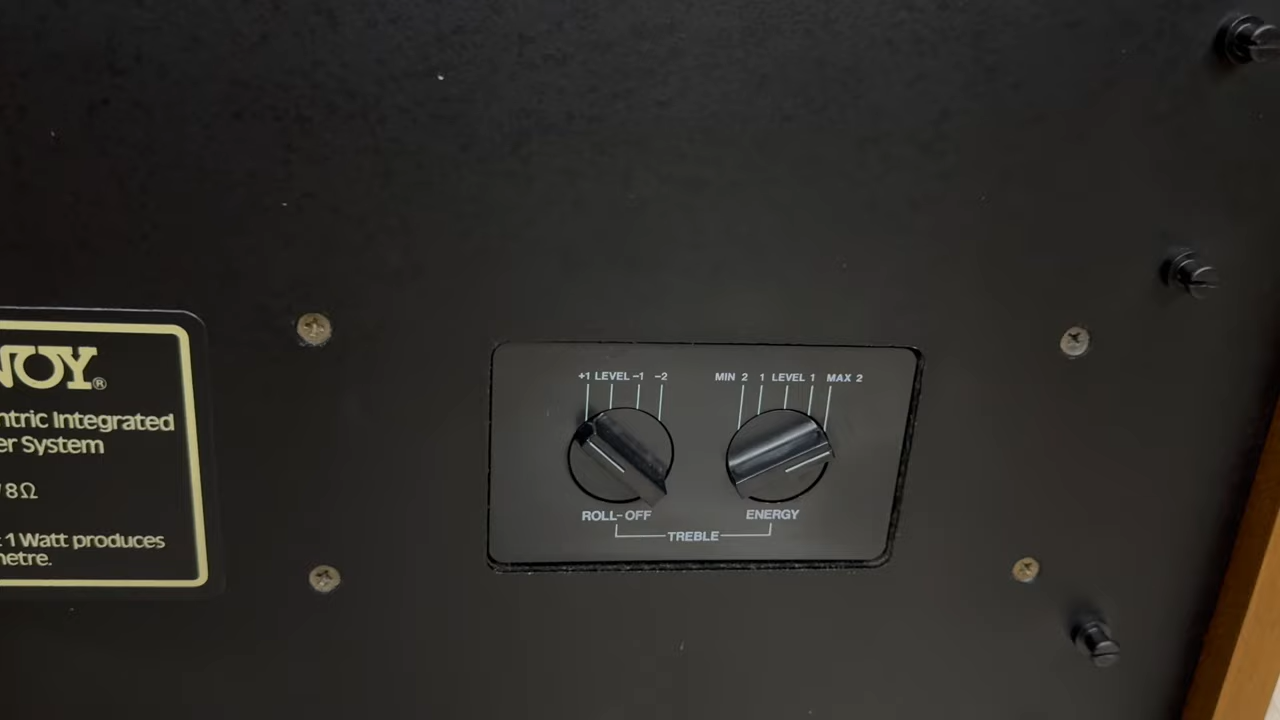 NOY®
ntric Integrated
er System
8Ω
1 Watt produces
metre.
+1 LEVEL -1 -2
MIN 2 1 LEVEL 1 MAX 2
ROLL-OFF
ENERGY
TREBLE